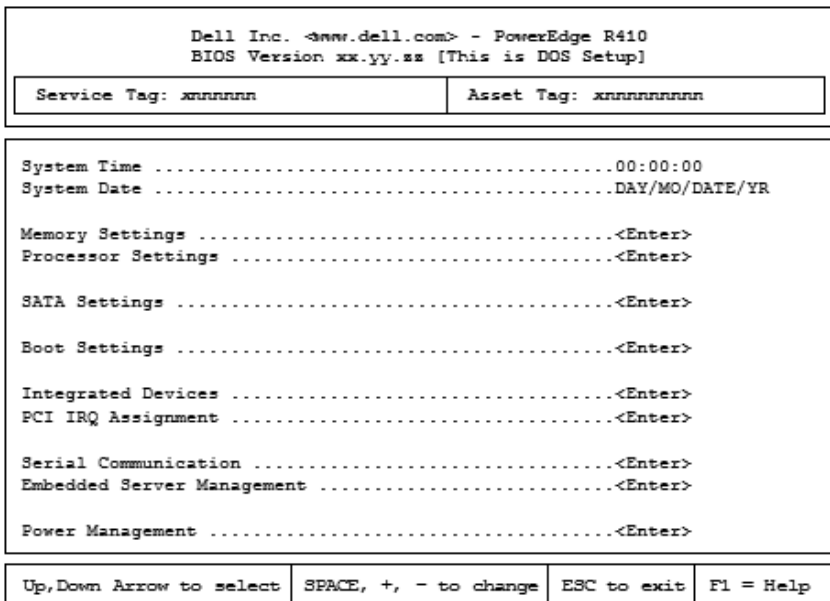 Dell Inc. <www.dell.com> - PowerEdge R410
BIOS Version xx.yy.zz [This is DOS Setup]
Service Tag: xnnnnnn
Asset Tag: xnnnnnnnnn
System Time ..........................................00:00:00
System Date ..........................................DAY/MO/DATE/YR
Memory Settings ......................................<Enter>
Processor Settings ...................................<Enter>
SATA Settings ........................................<Enter>
Boot Settings ........................................<Enter>
Integrated Devices ...................................<Enter>
PCI IRQ Assignment ...................................<Enter>
Serial Communication .................................<Enter>
Embedded Server Management ...........................<Enter>
Power Management .....................................<Enter>
Up,Down Arrow to select
SPACE, +, - to change
ESC to exit
F1 = Help